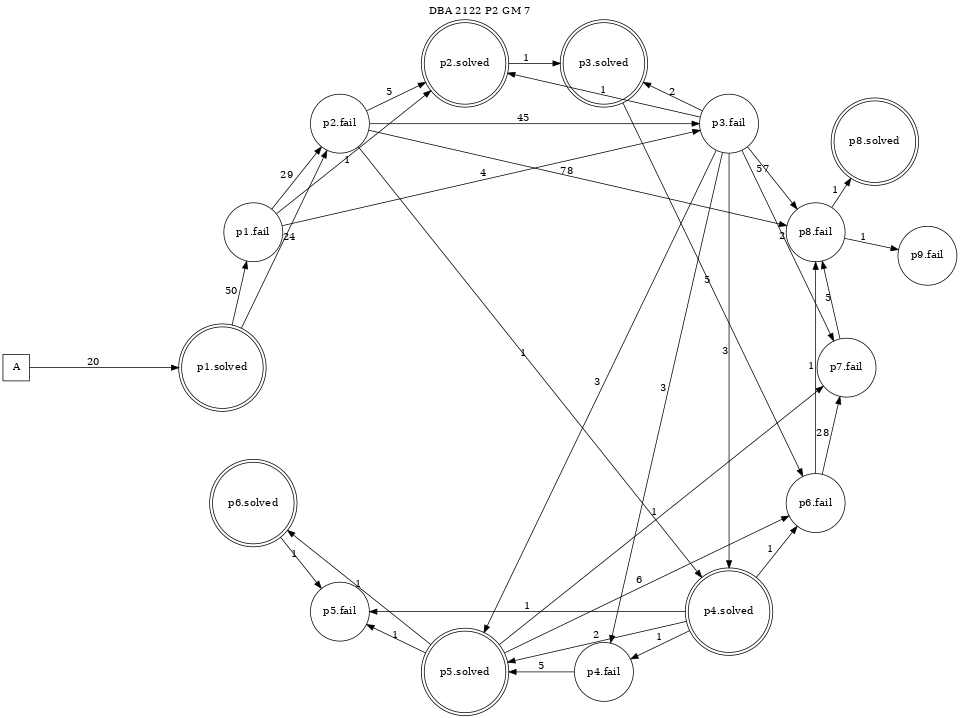 DBA 2122 P2 GM 7
p2.solved
1
p3.solved
5
1
2
p2.fail
45
p3.fail
p8.solved
29
1
4
78
57
1
p1.fail
24
2
p8.fail
1
p9.fail
50
5
5
A
20
p1.solved
1
3
1
p7.fail
3
3
28
p6.solved
1
p6.fail
1
1
1
6
p5.fail
1
p4.solved
1
2
1
p5.solved
5
p4.fail